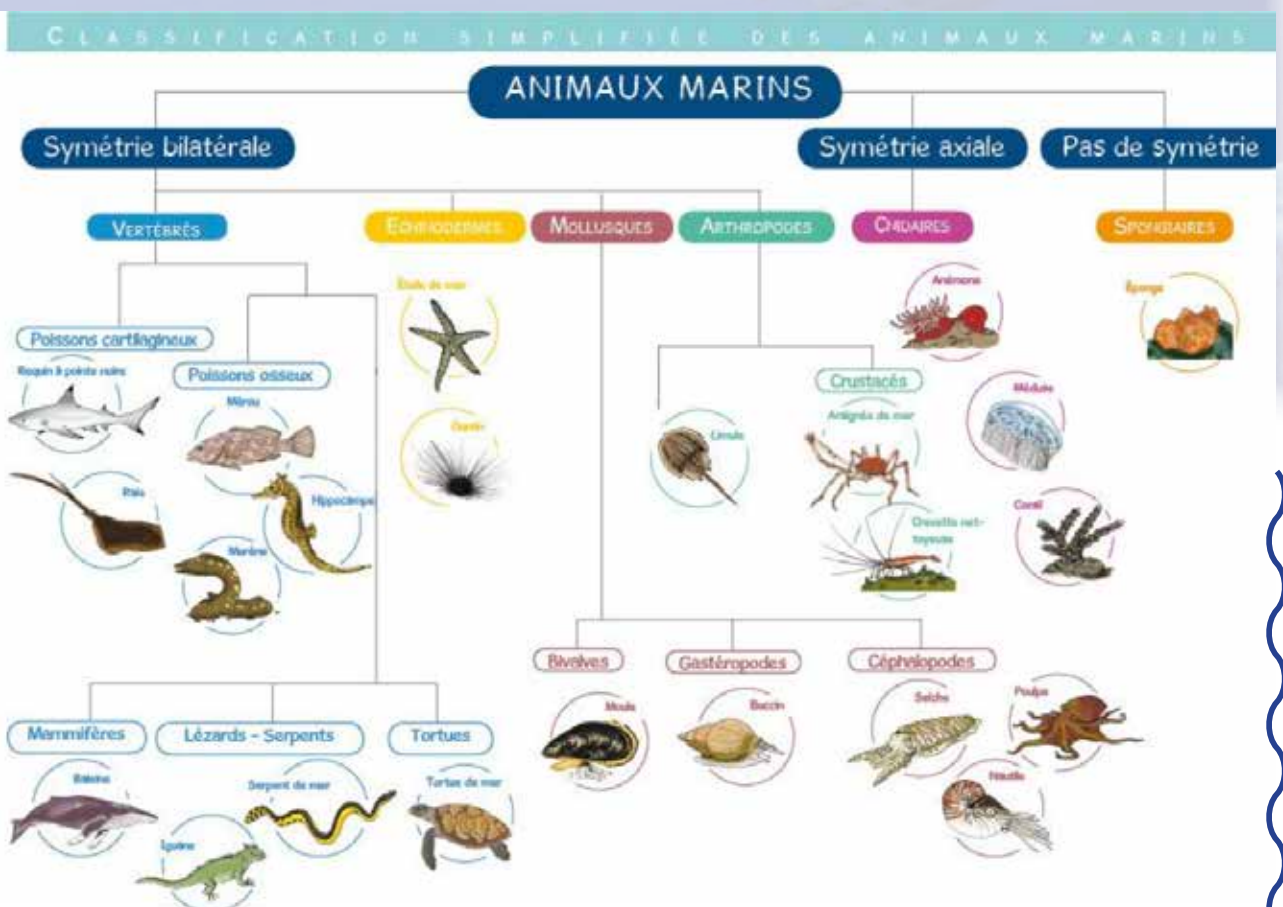 CLASSIFICATION SIMPLIFIÉE DES ANIMAUX MARINS
ANIMAUX MARINS
Symétrie bilatérale
Symétrie axiale
Pas de symétrie
VERTÉBRÉS
ECHINODERMES
MOLLUSQUES
ARTHROPODES
CNIDAIRES
SPONGIAIRES
Poissons cartilagineux
Requin à pointe noire
Raie
Poissons osseux
Mérou
Hippocampe
Murène
Étoile de mer
Oursin
Limule
Crustacés
Araignée de mer
Crevette net-
toyeuse
Anémone
Méduse
Corail
Éponge
Bivalves
Moule
Gastéropodes
Buccin
Céphalopodes
Seiche
Poulpe
Nautile
Mammifères
Baleine
Lézards - Serpents
Serpent de mer
Iguane
Tortues
Tortue de mer